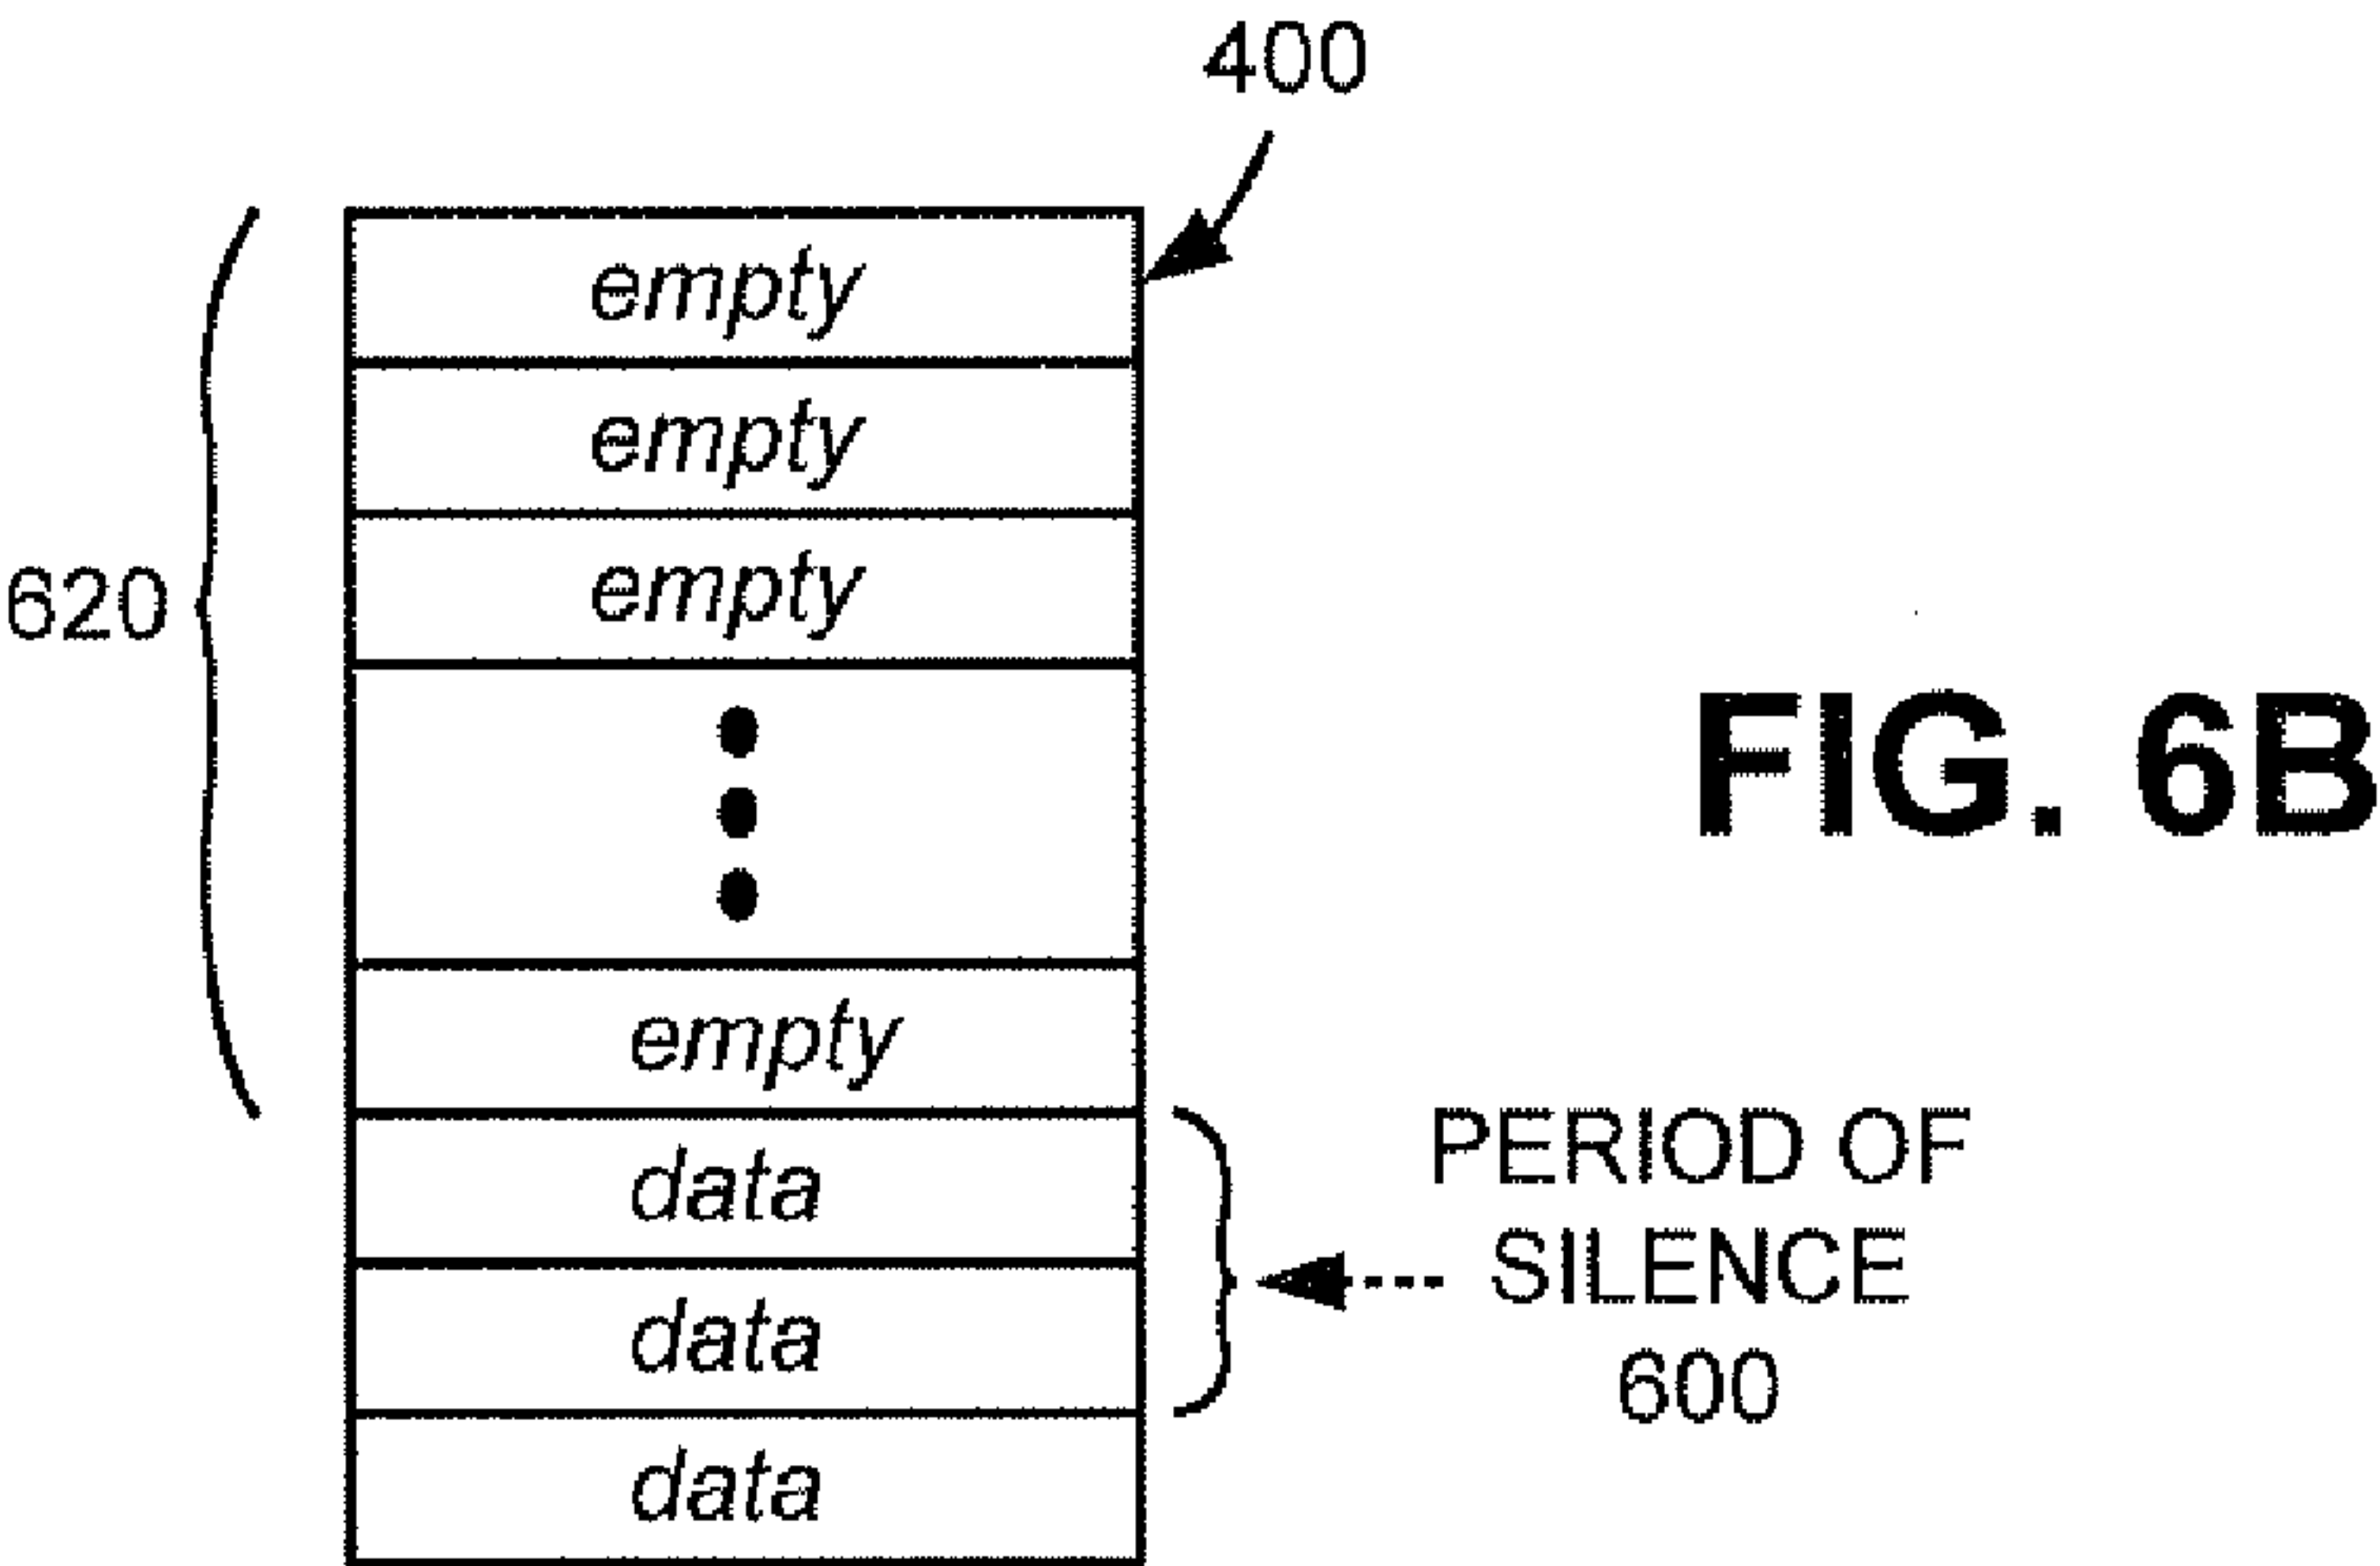 400
empty
empty
empty
620
FIG. 6B
empty
data
data
data
PERIOD OF
SILENCE
600